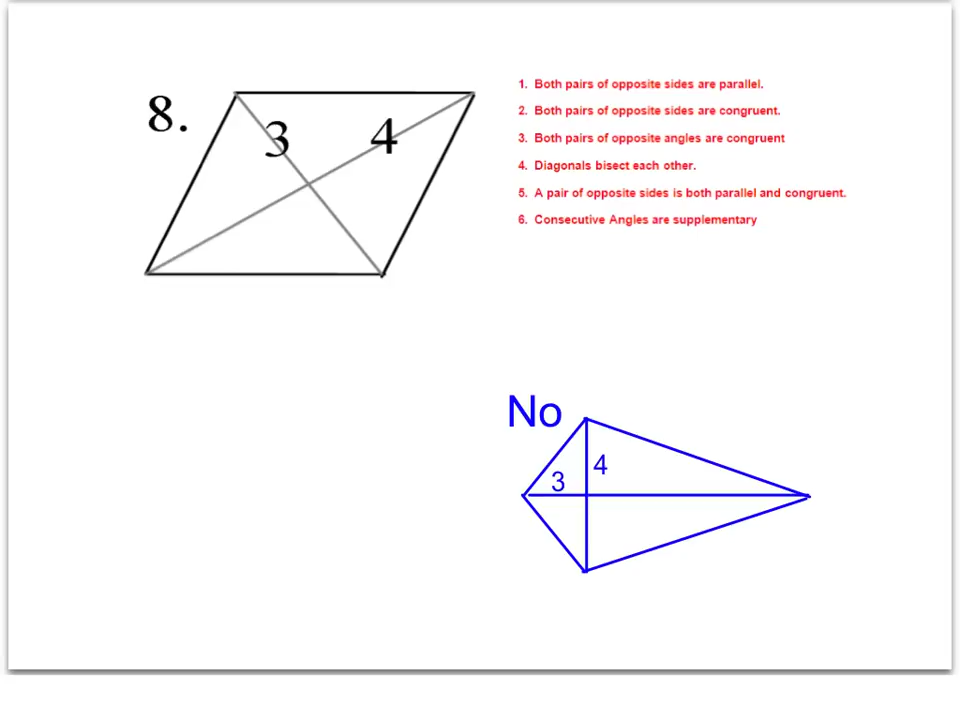 8.
3
4
1. Both pairs of opposite sides are parallel.
2. Both pairs of opposite sides are congruent.
3. Both pairs of opposite angles are congruent
4. Diagonals bisect each other.
5. A pair of opposite sides is both parallel and congruent.
6. Consecutive Angles are supplementary
No
4
3